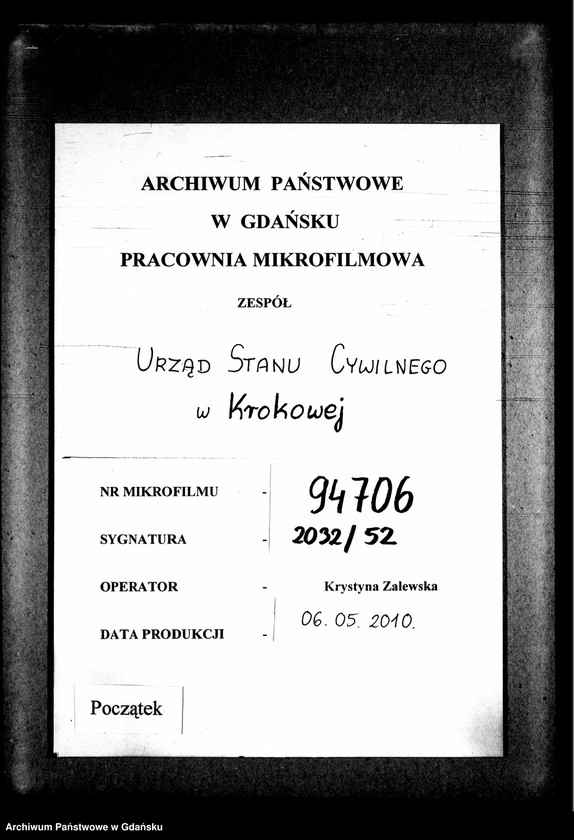 ARCHIWUM PAŃSTWOWE
W GDAŃSKU
PRACOWNIA MIKROFILMOWA
ZESPÓŁ
URZĄD STANU CYWILNEGO
w Krokowej
NR MIKROFILMU - 94706
SYGNATURA - 2032/52
OPERATOR - Krystyna Zalewska
DATA PRODUKCJI - 06.05.2010.
Początek
Archiwum Państwowe w Gdańsku